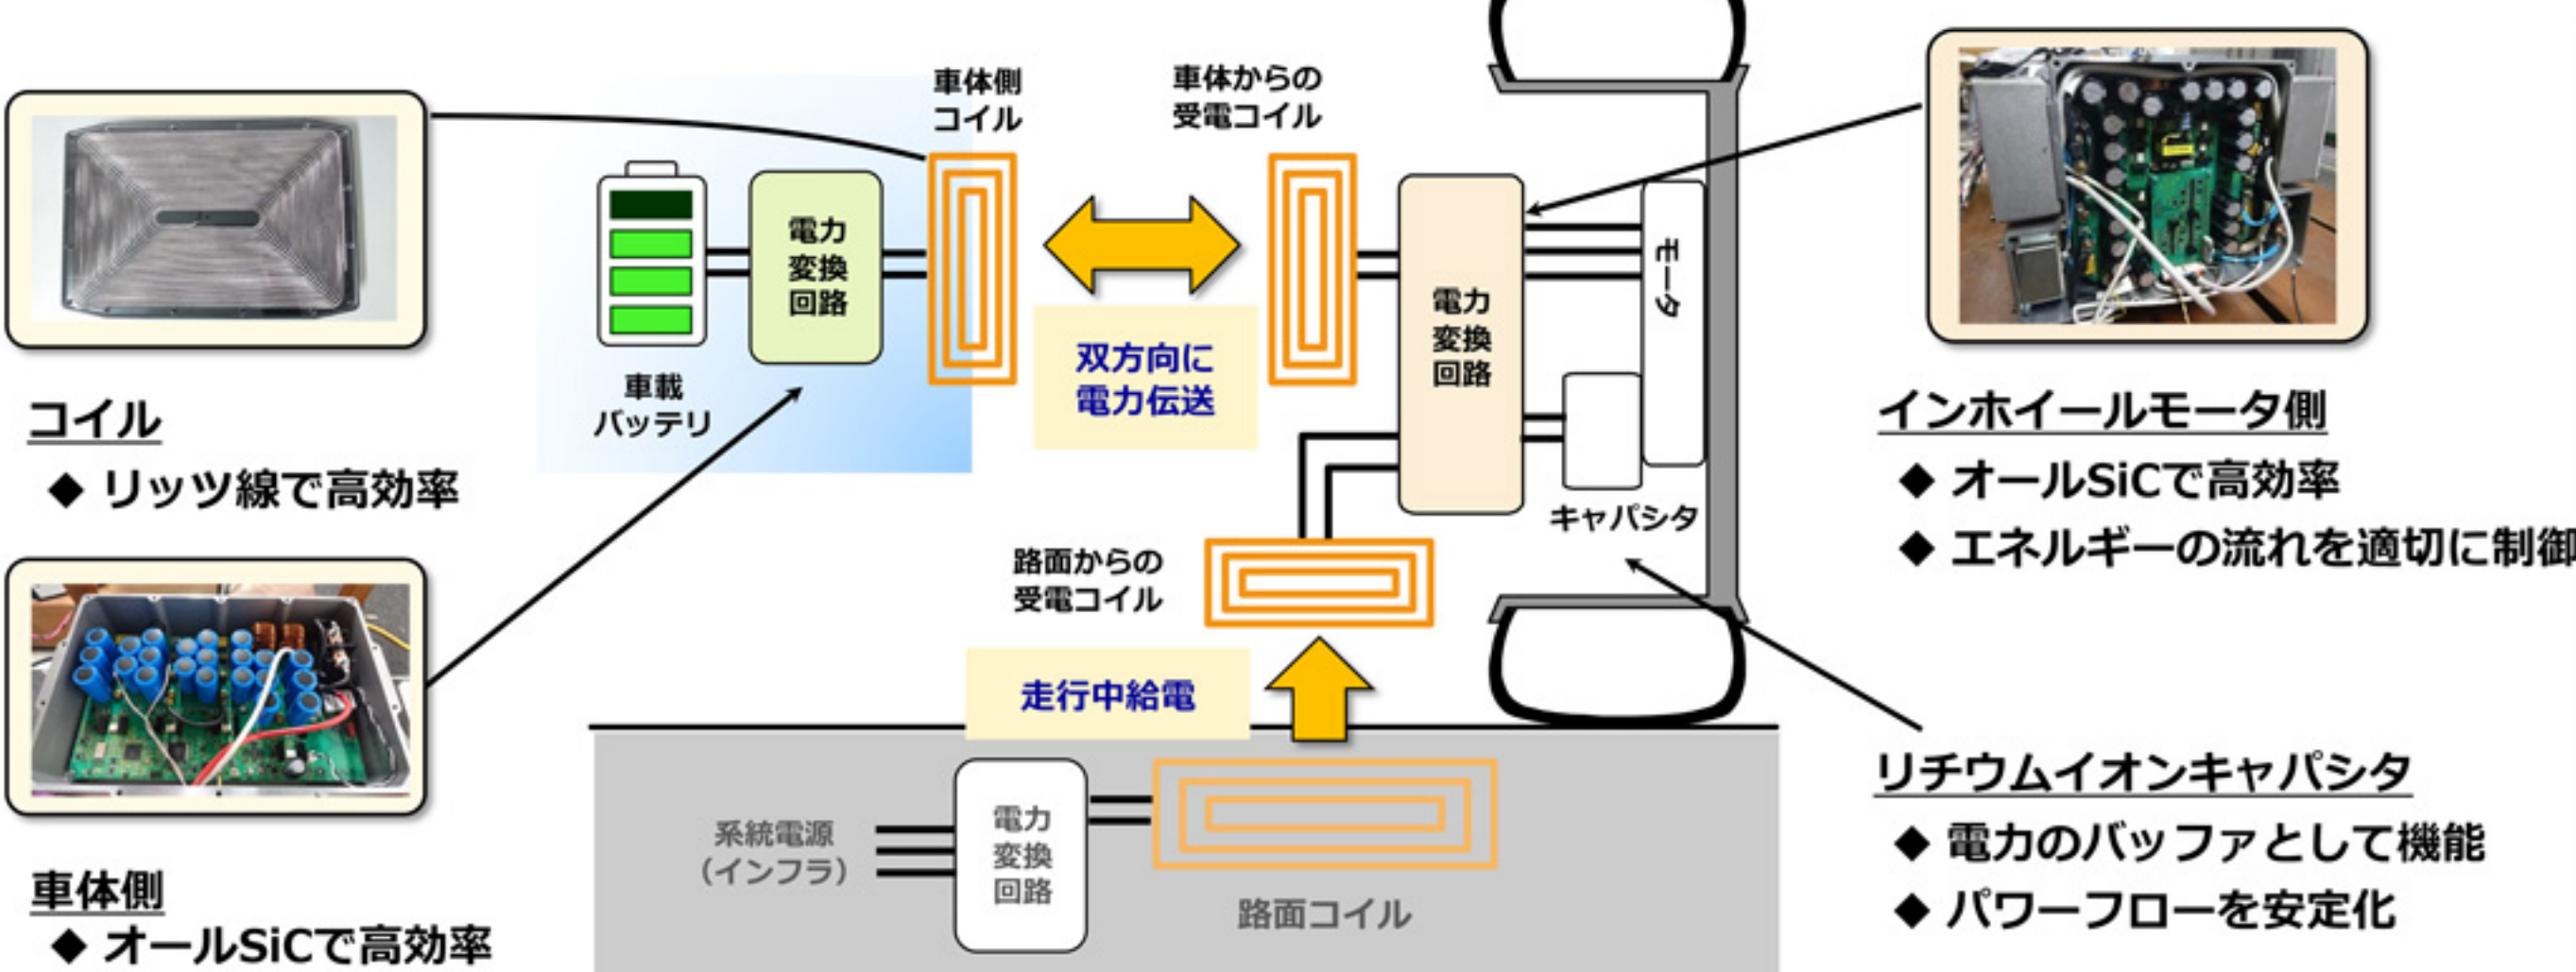 コイル
◆ リッツ線で高効率
車体側
◆ オールSiCで高効率
車載
バッテリ
電力
変換
回路
車体側
コイル
双方向に
電力伝送
車体からの
受電コイル
電力
変換
回路
モータ
キャパシタ
路面からの
受電コイル
走行中給電
系統電源
（インフラ）
電力
変換
回路
路面コイル
インホイールモータ側
◆ オールSiCで高効率
◆ エネルギーの流れを適切に制御
リチウムイオンキャパシタ
◆ 電力のバッファとして機能
◆ パワーフローを安定化